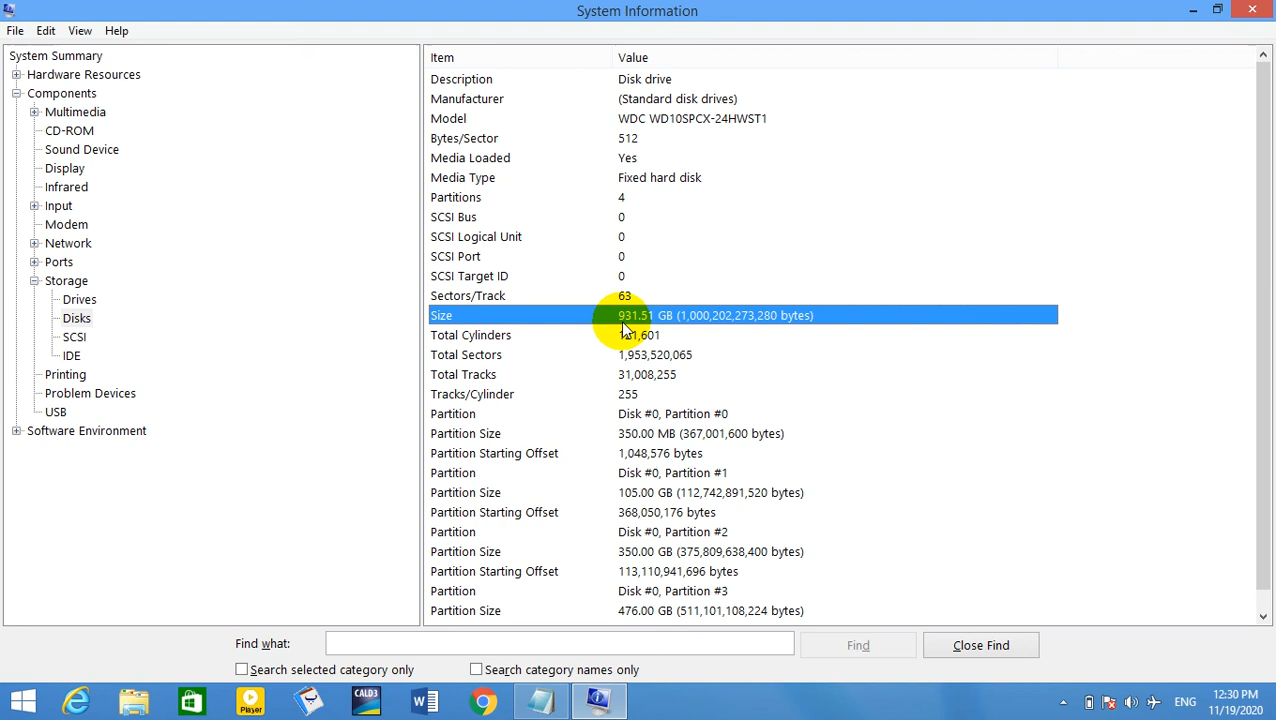 System Information
File Edit View Help
System Summary
Hardware Resources
Components
Multimedia
CD-ROM
Sound Device
Display
Infrared
Input
Modem
Network
Ports
Storage
Drives
Disks
SCSI
IDE
Printing
Problem Devices
USB
Software Environment
Item Value
Description Disk drive
Manufacturer (Standard disk drives)
Model WDC WD10SPCX-24HWST1
Bytes/Sector 512
Media Loaded Yes
Media Type Fixed hard disk
Partitions 4
SCSI Bus 0
SCSI Logical Unit 0
SCSI Port 0
SCSI Target ID 0
Sectors/Track 63
Size 931.51 GB (1,000,202,273,280 bytes)
Total Cylinders
Total Sectors 1,953,520,065
Total Tracks 31,008,255
Tracks/Cylinder 255
Partition Disk #0, Partition #0
Partition Size 350.00 MB (367,001,600 bytes)
Partition Starting Offset 1,048,576 bytes
Partition Disk #0, Partition #1
Partition Size 105.00 GB (112,742,891,520 bytes)
Partition Starting Offset 368,050,176 bytes
Partition Disk #0, Partition #2
Partition Size 350.00 GB (375,809,638,400 bytes)
Partition Starting Offset 113,110,941,696 bytes
Partition Disk #0, Partition #3
Partition Size 476.00 GB (511,101,108,224 bytes)
Find what: Find Close Find
Search selected category only Search category names only
Player CALD3 ENG 12:30 PM
11/19/2020